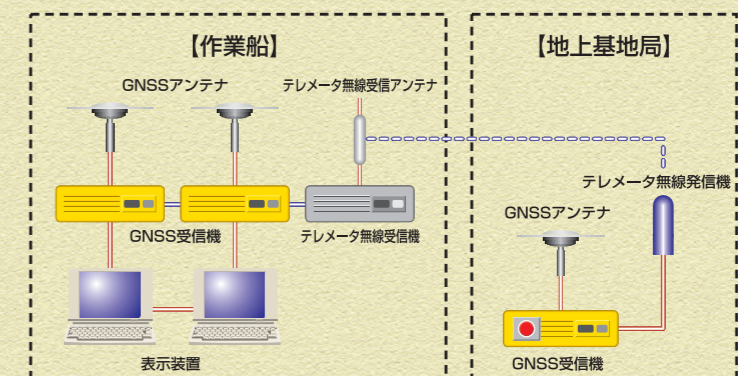 【作業船】
【地上基地局】
GNSSアンテナ
テレメータ無線受信アンテナ
テレメータ無線発信機
GNSSアンテナ
GNSS受信機
テレメータ無線受信機
表示装置
GNSS受信機